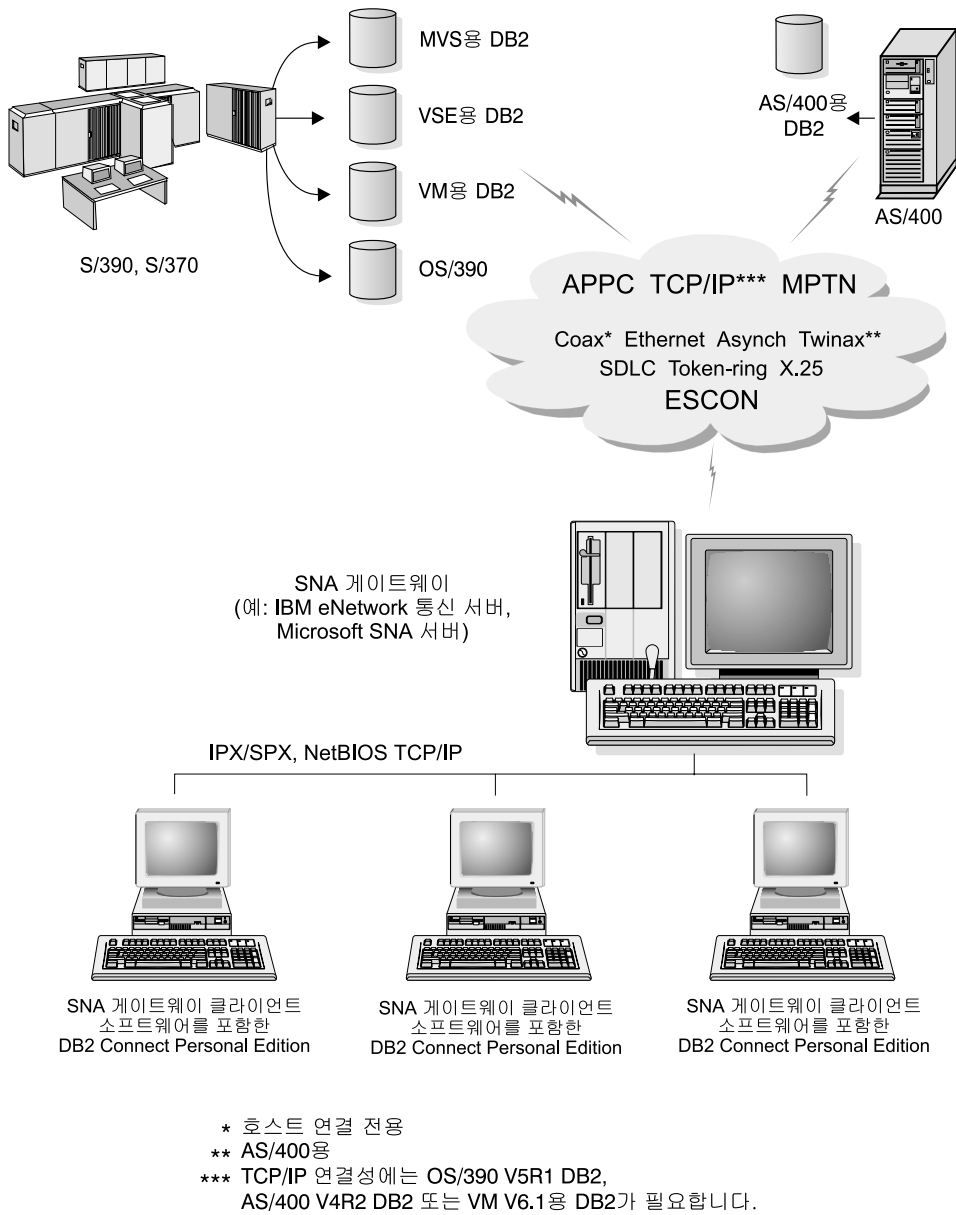 MVS용 DB2
VSE용 DB2
VM용 DB2
OS/390
S/390, S/370
AS/400용
DB2
AS/400
APPC TCP/IP*** MPTN
Coax* Ethernet Asynch Twinax**
SDLC Token-ring X.25
ESCON
SNA 게이트웨이
(예: IBM eNetwork 통신 서버,
Microsoft SNA 서버)
IPX/SPX, NetBIOS TCP/IP
SNA 게이트웨이 클라이언트
소프트웨어를 포함한
DB2 Connect Personal Edition
SNA 게이트웨이 클라이언트
소프트웨어를 포함한
DB2 Connect Personal Edition
SNA 게이트웨이 클라이언트
소프트웨어를 포함한
DB2 Connect Personal Edition
* 호스트 연결 전용
** AS/400용
*** TCP/IP 연결성에는 OS/390 V5R1 DB2,
AS/400 V4R2 DB2 또는 VM V6.1용 DB2가 필요합니다.